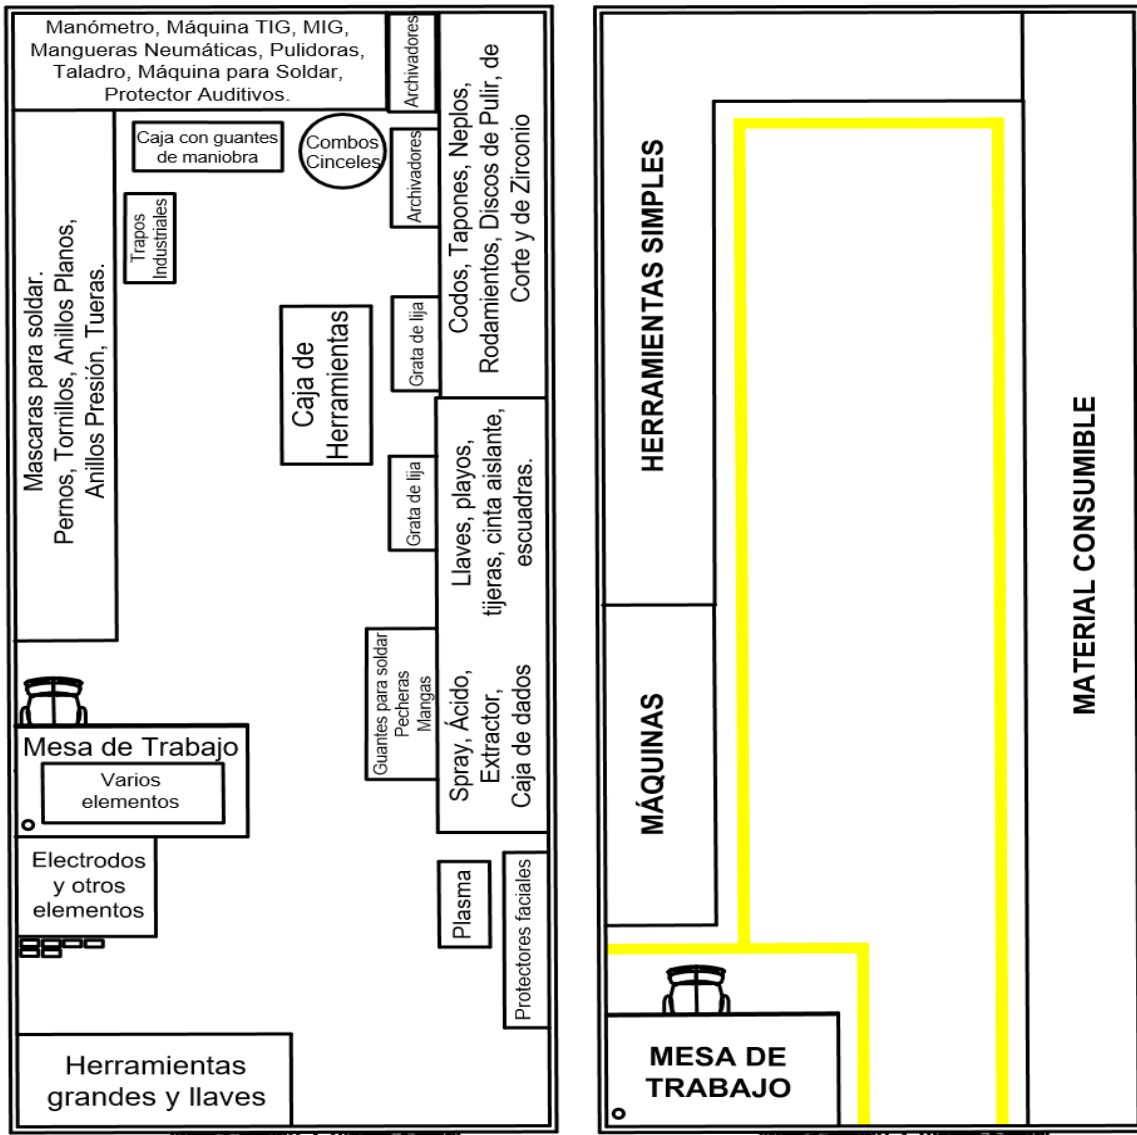 Manómetro, Máquina TIG, MIG,
Mangueras Neumáticas, Pulidoras,
Taladro, Máquina para Soldar,
Protector Auditivos.
Archivadores
Caja con guantes
de maniobra
Combos
Cinceles
Archivadores
Codos, Tapones, Neplos,
Rodamientos, Discos de Pulir, de
Corte y de Zirconio
Trapos
Industriales
Mascaras para soldar.
Pernos, Tornillos, Anillos Planos,
Anillos Presión, Tueras.
Caja de
Herramientas
Grata de lija
Grata de lija
Llaves, playos,
tijeras, cinta aislante,
escuadras.
Guantes para soldar
Pecheras
Mangas
Spray, Ácido,
Extractor,
Caja de dados
Mesa de Trabajo
Varios
elementos
Electrodos
y otros
elementos
Plasma
Protectores faciales
Herramientas
grandes y llaves
HERRAMIENTAS SIMPLES
MÁQUINAS
MATERIAL CONSUMIBLE
MESA DE
TRABAJO